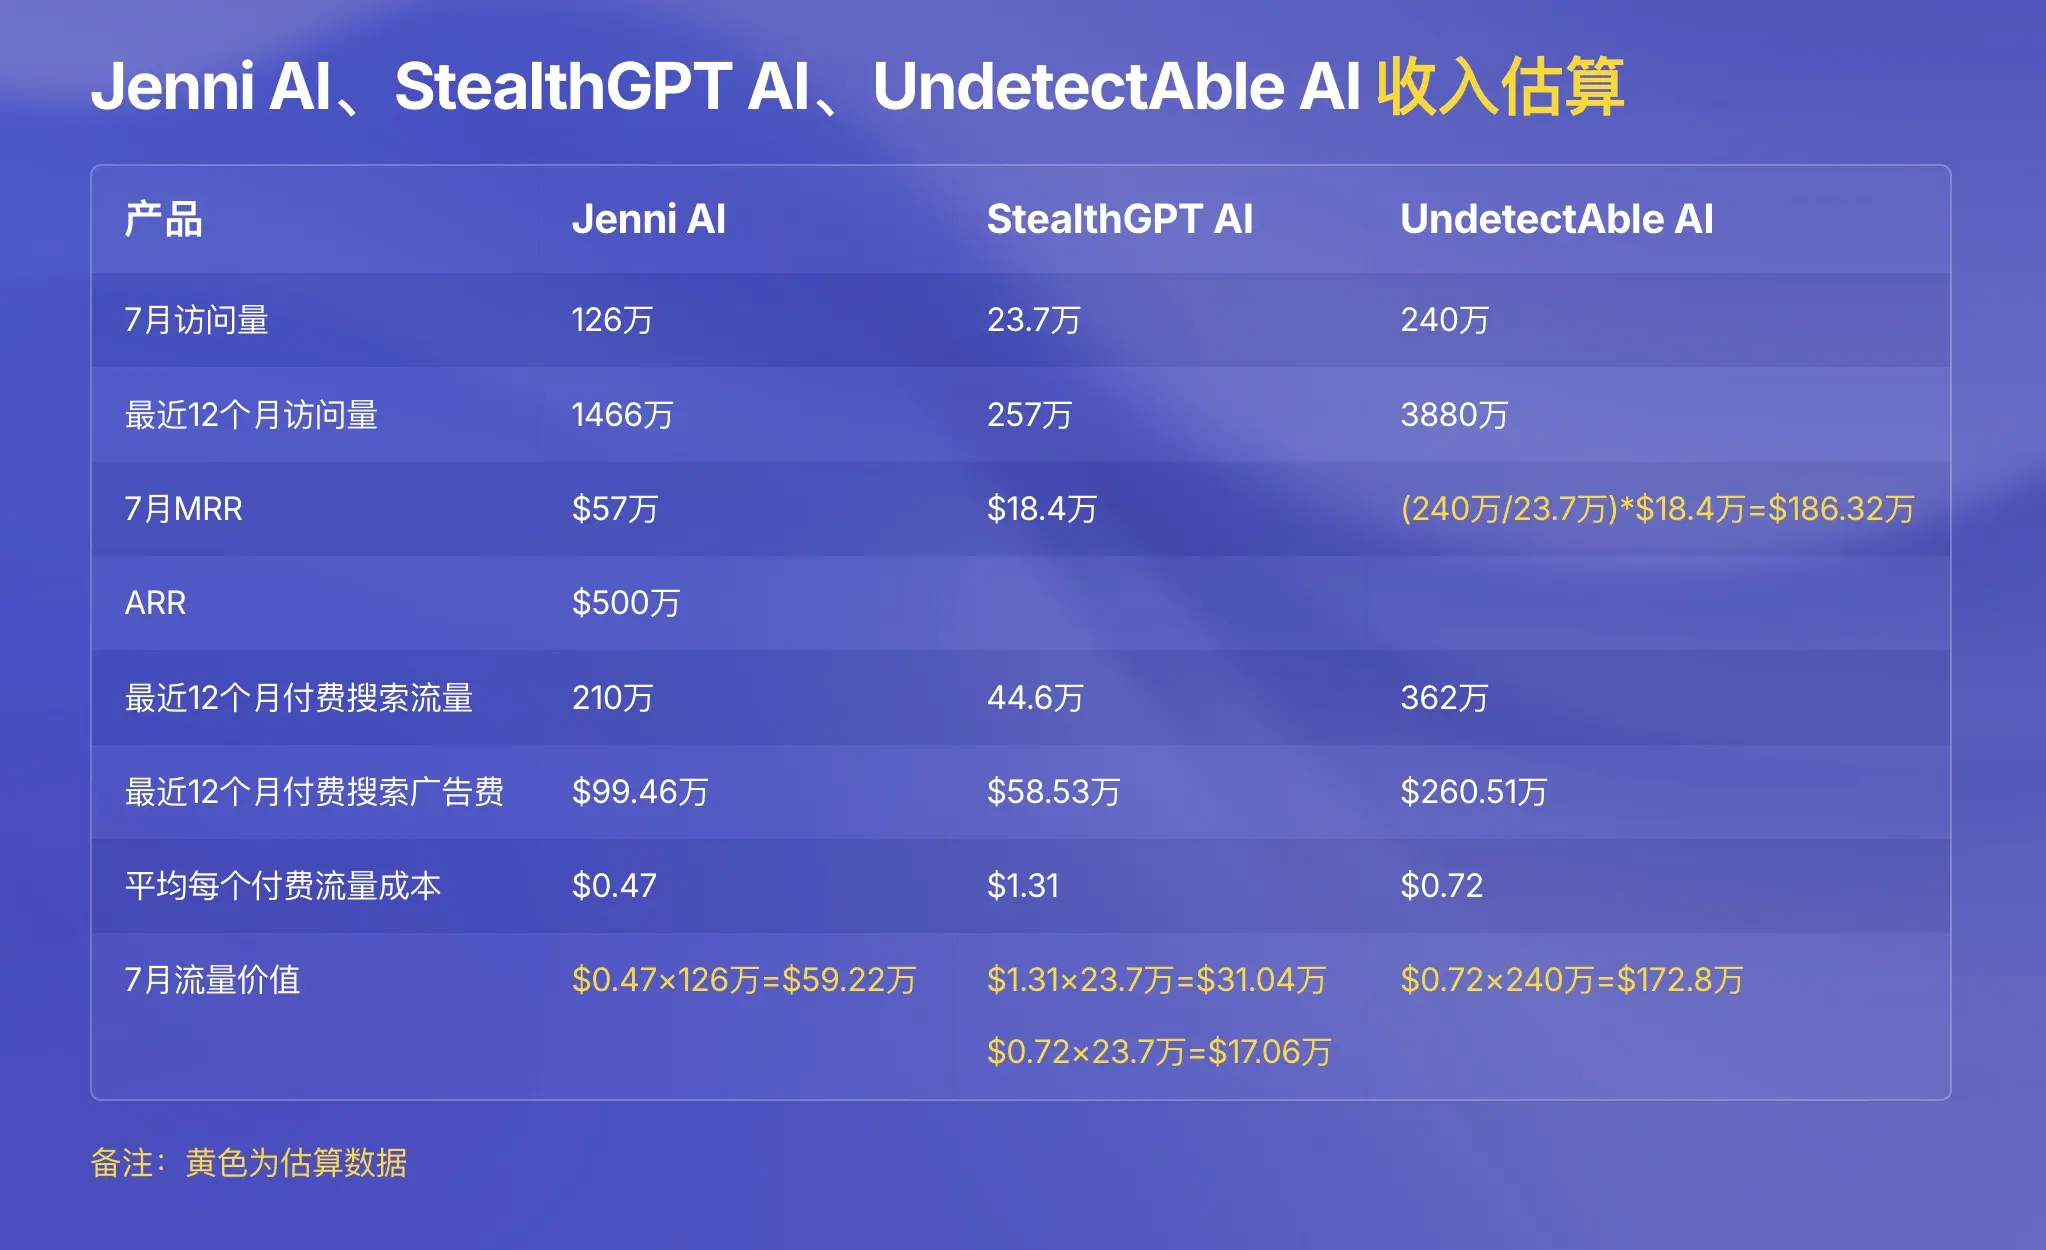 Jenni AI、StealthGPT AI、UndetectAble AI 收入估算
产品 Jenni AI StealthGPT AI UndetectAble AI
7月访问量 126万 23.7万 240万
最近12个月访问量 1466万 257万 3880万
7月MRR $57万 $18.4万 (240万/23.7万)*$18.4万=$186.32万
ARR $500万
最近12个月付费搜索流量 210万 44.6万 362万
最近12个月付费搜索广告费 $99.46万 $58.53万 $260.51万
平均每个付费流量成本 $0.47 $1.31 $0.72
7月流量价值 $0.47×126万=$59.22万 $1.31×23.7万=$31.04万 $0.72×240万=$172.8万
$0.72×23.7万=$17.06万
备注：黄色为估算数据